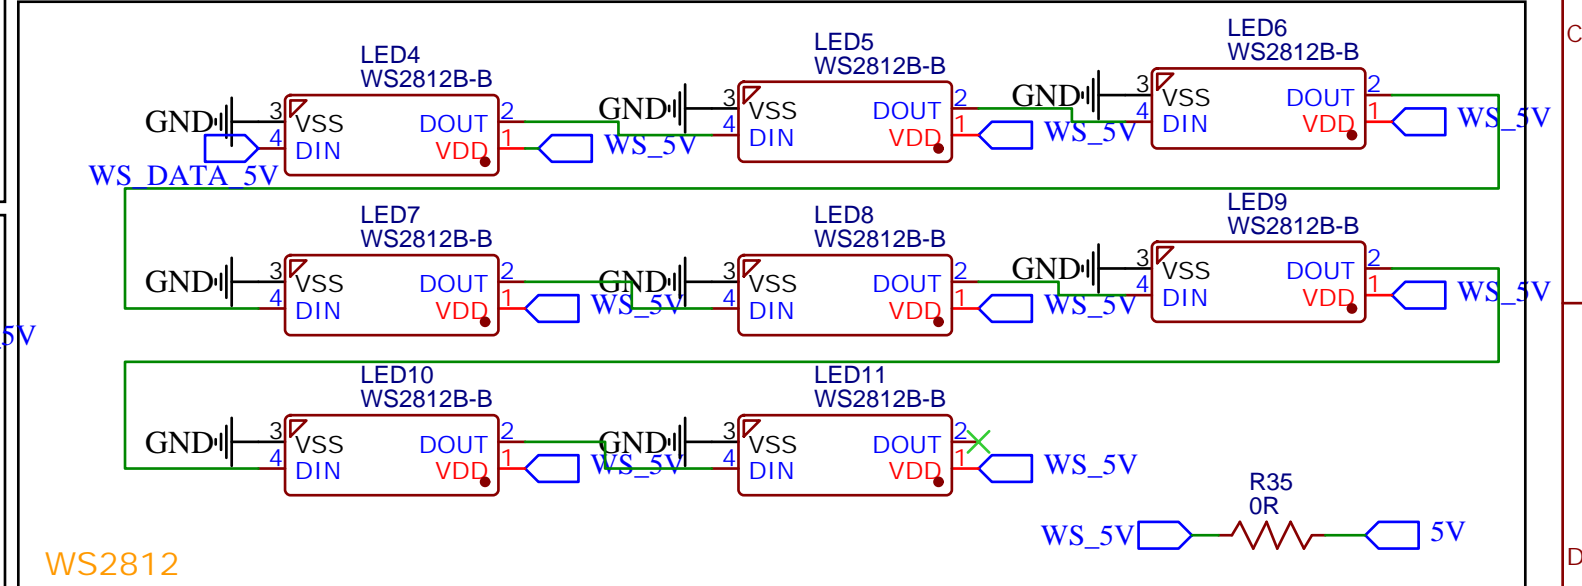 C
LED4
WS2812B-B
GND
3
VSS
DOUT
2
WS_DATA_5V
4
DIN
VDD
1
WS_5V
LED5
WS2812B-B
GND
3
VSS
DOUT
2
4
DIN
VDD
1
WS_5V
LED6
WS2812B-B
GND
3
VSS
DOUT
2
4
DIN
VDD
1
WS_5V
LED7
WS2812B-B
GND
3
VSS
DOUT
2
4
DIN
VDD
1
WS_5V
LED8
WS2812B-B
GND
3
VSS
DOUT
2
4
DIN
VDD
1
WS_5V
LED9
WS2812B-B
GND
3
VSS
DOUT
2
4
DIN
VDD
1
WS_5V
5V
LED10
WS2812B-B
GND
3
VSS
DOUT
2
4
DIN
VDD
1
WS_5V
LED11
WS2812B-B
GND
3
VSS
DOUT
2
4
DIN
VDD
1
WS_5V
R35
0R
WS_5V
5V
WS2812
D